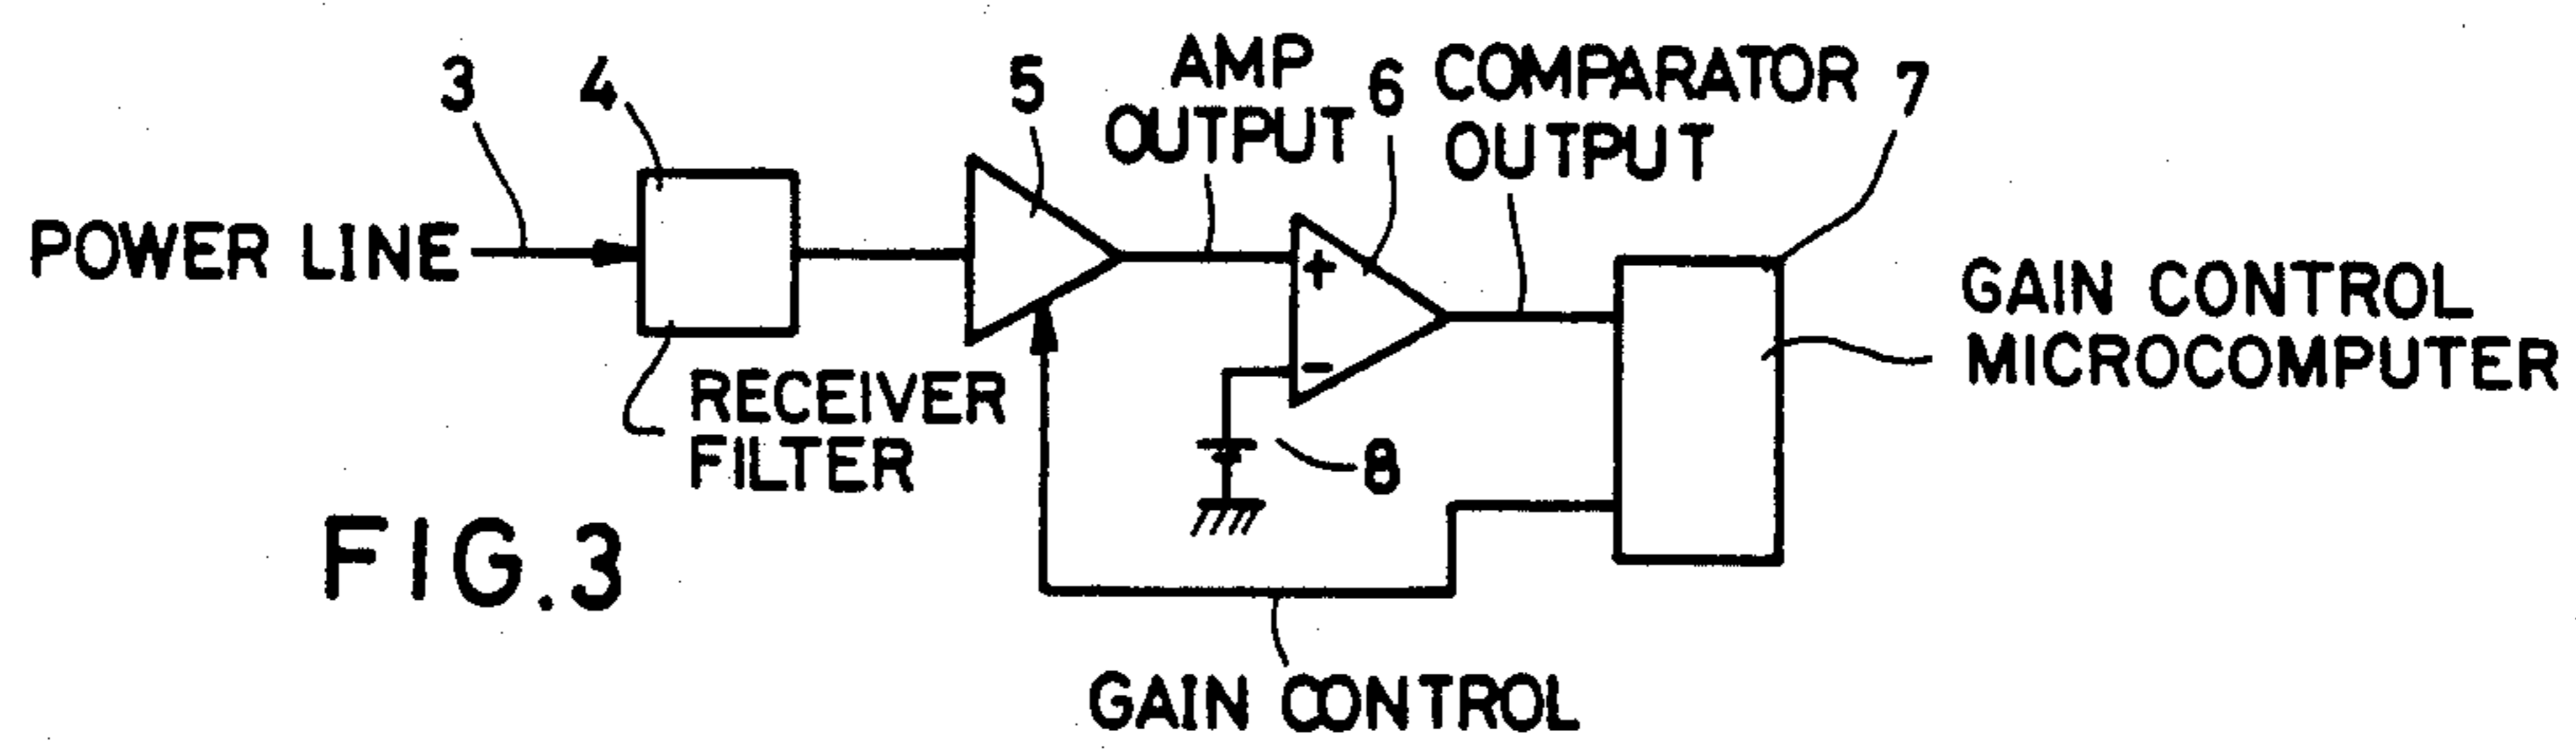 3
4
5
AMP
OUTPUT
6
COMPARATOR
OUTPUT
7
POWER LINE
+
-
GAIN CONTROL
MICROCOMPUTER
RECEIVER
FILTER
8
FIG.3
GAIN CONTROL